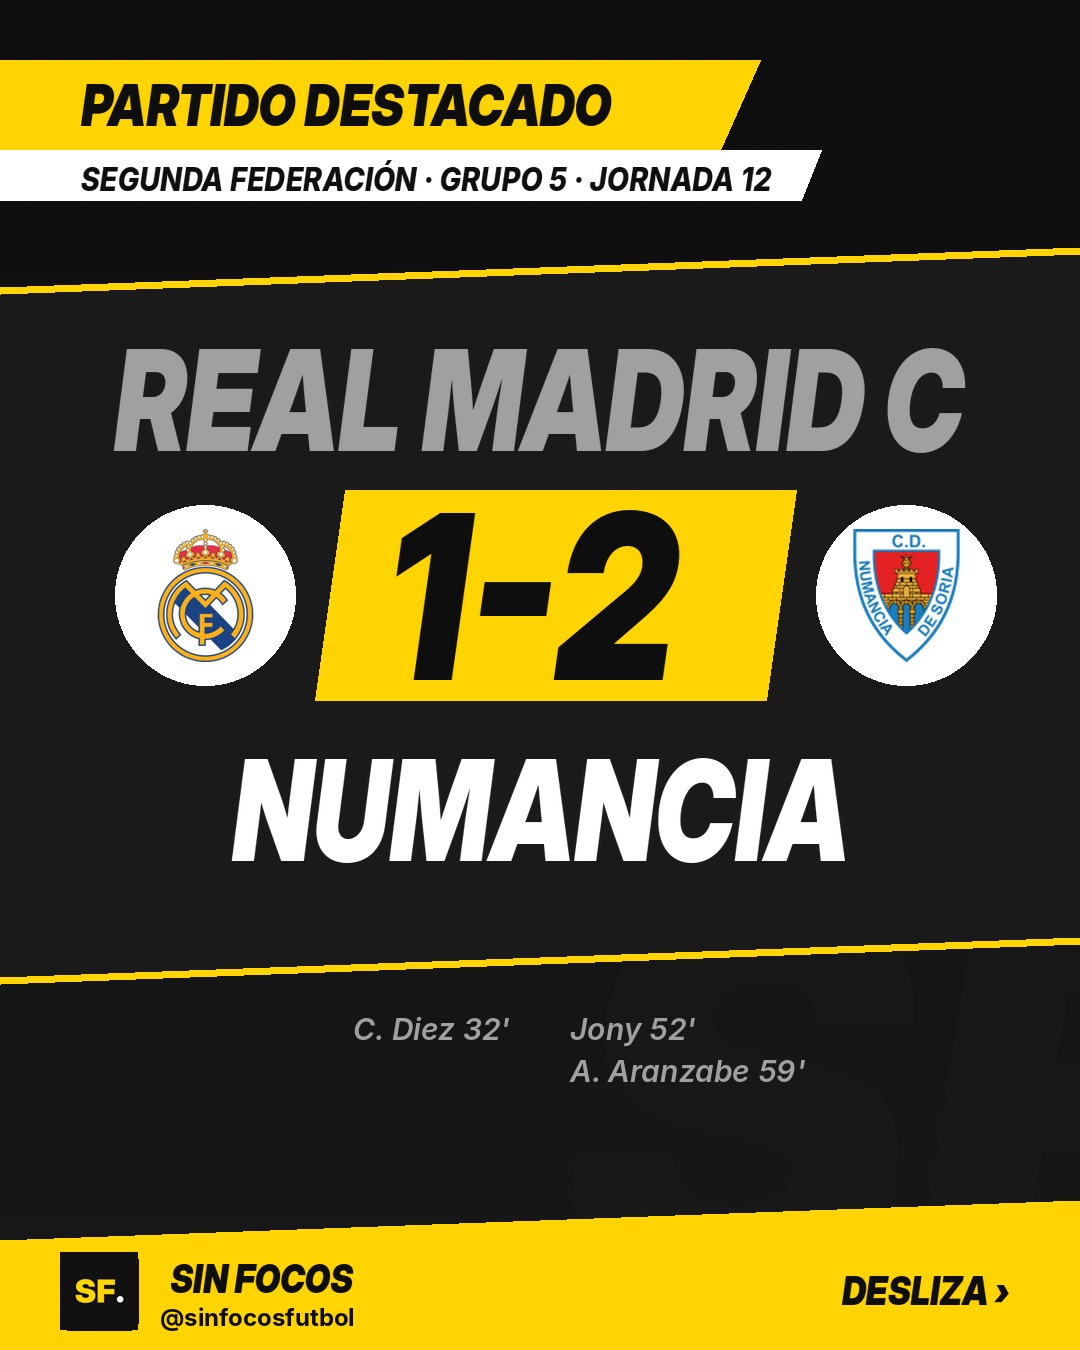 PARTIDO DESTACADO
SEGUNDA FEDERACIÓN · GRUPO 5 · JORNADA 12
REAL MADRID C
1-2
C.D.
NUMANCIA
DE SORIA
NUMANCIA
C. Diez 32'
Jony 52'
A. Aranzabe 59'
SF.
SIN FOCOS
@sinfocosfutbol
DESLIZA ›